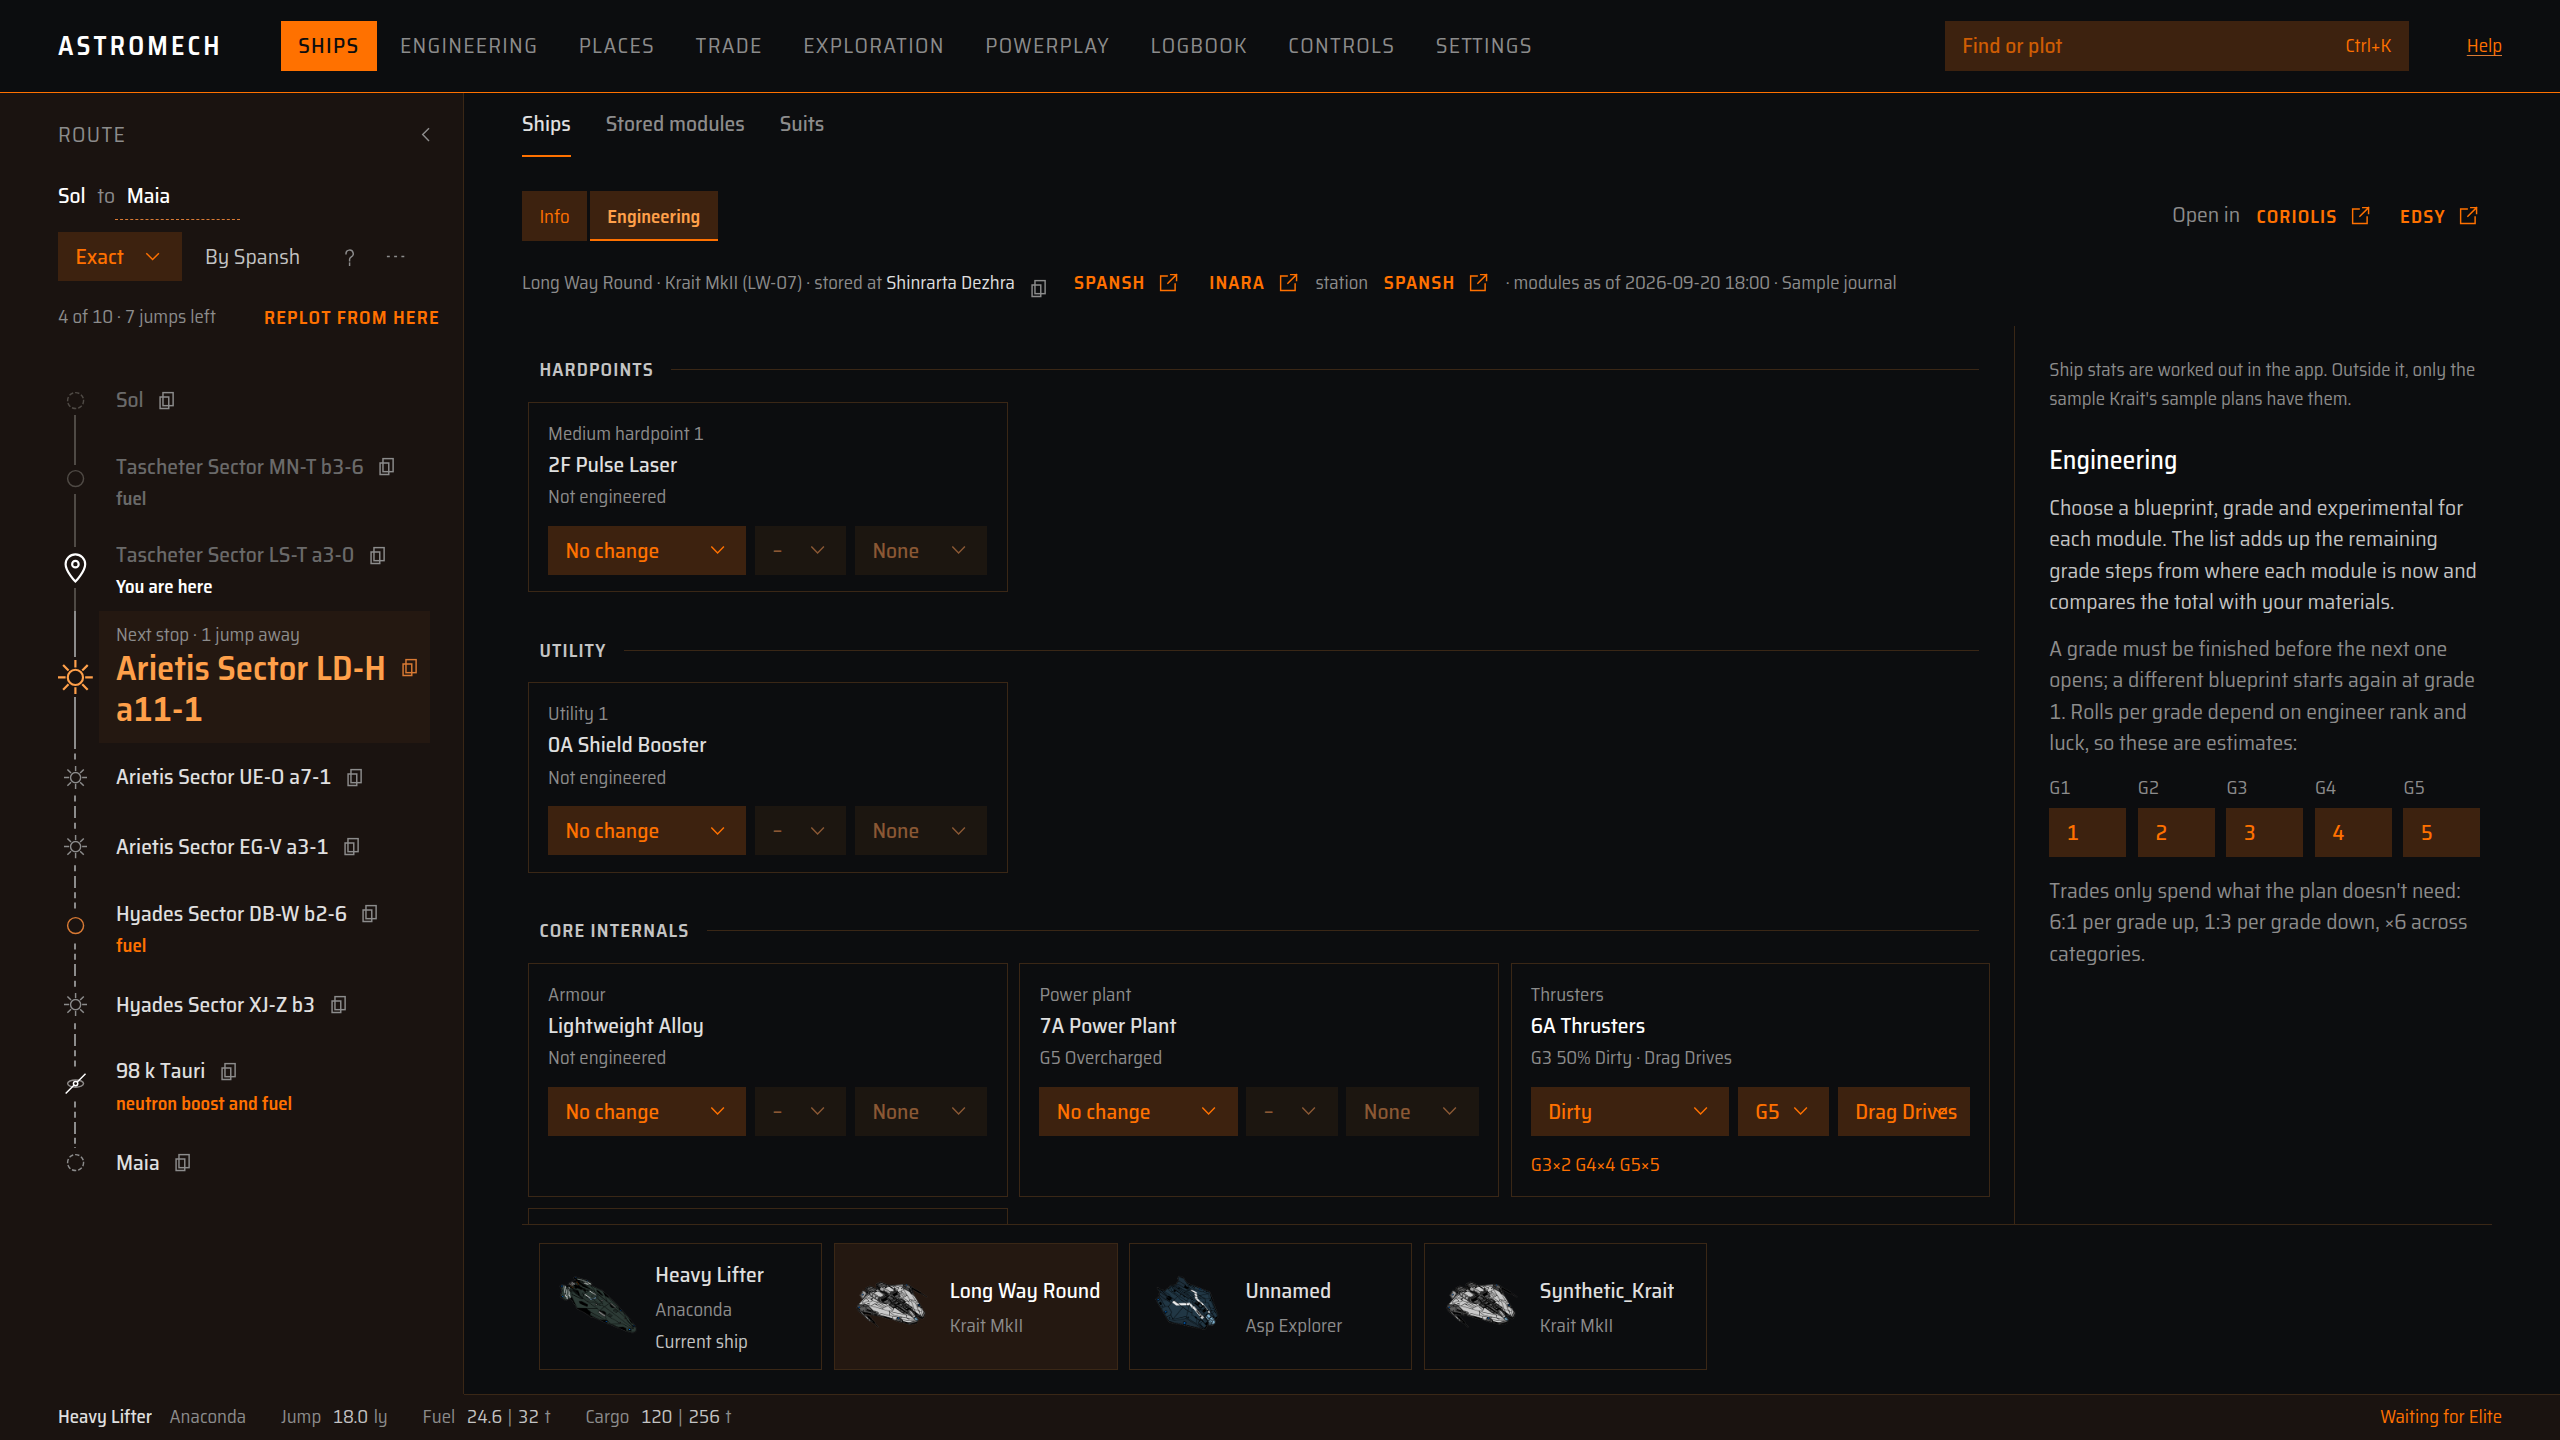 ASTROMECH
SHIPS ENGINEERING PLACES TRADE EXPLORATION POWERPLAY LOGBOOK CONTROLS SETTINGS
Find or plot Ctrl+K
Help
ROUTE
Sol to Maia
Exact By Spansh ? ...
4 of 10 · 7 jumps left REPLOT FROM HERE
Sol
Tascheter Sector MN-T b3-6
fuel
Tascheter Sector LS-T a3-0
You are here
Next stop · 1 jump away
Arietis Sector LD-H
a11-1
Arietis Sector UE-O a7-1
Arietis Sector EG-V a3-1
Hyades Sector DB-W b2-6
fuel
Hyades Sector XJ-Z b3
98 k Tauri
neutron boost and fuel
Maia
Ships Stored modules Suits
Info Engineering
Open in CORIOLIS EDSY
Long Way Round · Krait MkII (LW-07) · stored at Shinrarta Dezhra SPANSH INARA station SPANSH · modules as of 2026-09-20 18:00 · Sample journal
HARDPOINTS
Medium hardpoint 1
2F Pulse Laser
Not engineered
No change – None
UTILITY
Utility 1
0A Shield Booster
Not engineered
No change – None
CORE INTERNALS
Armour
Lightweight Alloy
Not engineered
No change – None
Power plant
7A Power Plant
G5 Overcharged
No change – None
Thrusters
6A Thrusters
G3 50% Dirty · Drag Drives
Dirty G5 Drag Drives
G3×2 G4×4 G5×5
Ship stats are worked out in the app. Outside it, only the
sample Krait's sample plans have them.
Engineering
Choose a blueprint, grade and experimental for
each module. The list adds up the remaining
grade steps from where each module is now and
compares the total with your materials.
A grade must be finished before the next one
opens; a different blueprint starts again at grade
1. Rolls per grade depend on engineer rank and
luck, so these are estimates:
G1 G2 G3 G4 G5
1 2 3 4 5
Trades only spend what the plan doesn't need:
6:1 per grade up, 1:3 per grade down, ×6 across
categories.
Heavy Lifter
Anaconda
Current ship
Long Way Round
Krait MkII
Unnamed
Asp Explorer
Synthetic_Krait
Krait MkII
Heavy Lifter Anaconda Jump 18.0 ly Fuel 24.6 | 32 t Cargo 120 | 256 t
Waiting for Elite